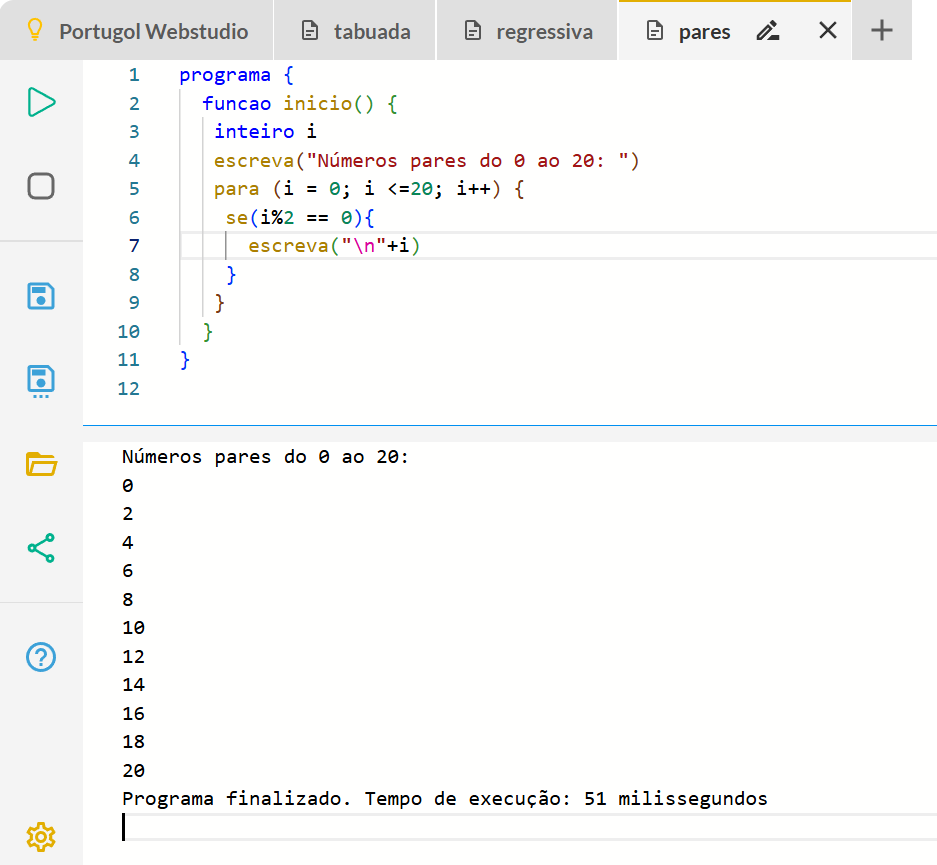 Portugol Webstudio tabuada regressiva pares
1 programa {
2 funcao inicio() {
3 inteiro i
4 escreva("Números pares do 0 ao 20: ")
5 para (i = 0; i <=20; i++) {
6 se(i%2 == 0){
7 escreva("\n"+i)
8 }
9 }
10 }
11 }
12
Números pares do 0 ao 20:
0
2
4
6
8
10
12
14
16
18
20
Programa finalizado. Tempo de execução: 51 milissegundos